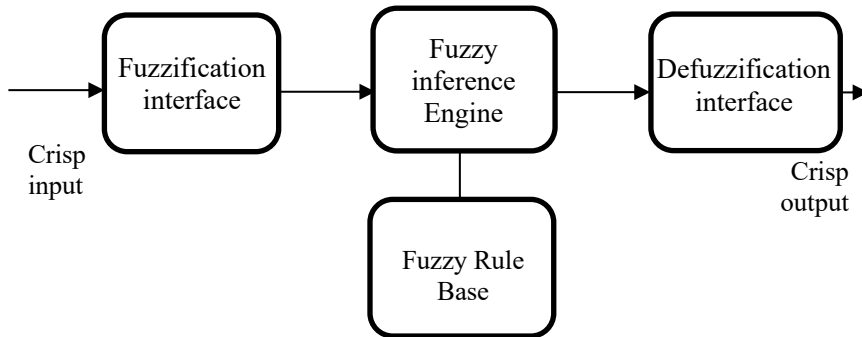 Fuzzification
interface
Fuzzy
inference
Engine
Defuzzification
interface
Crisp
input
Crisp
output
Fuzzy Rule
Base